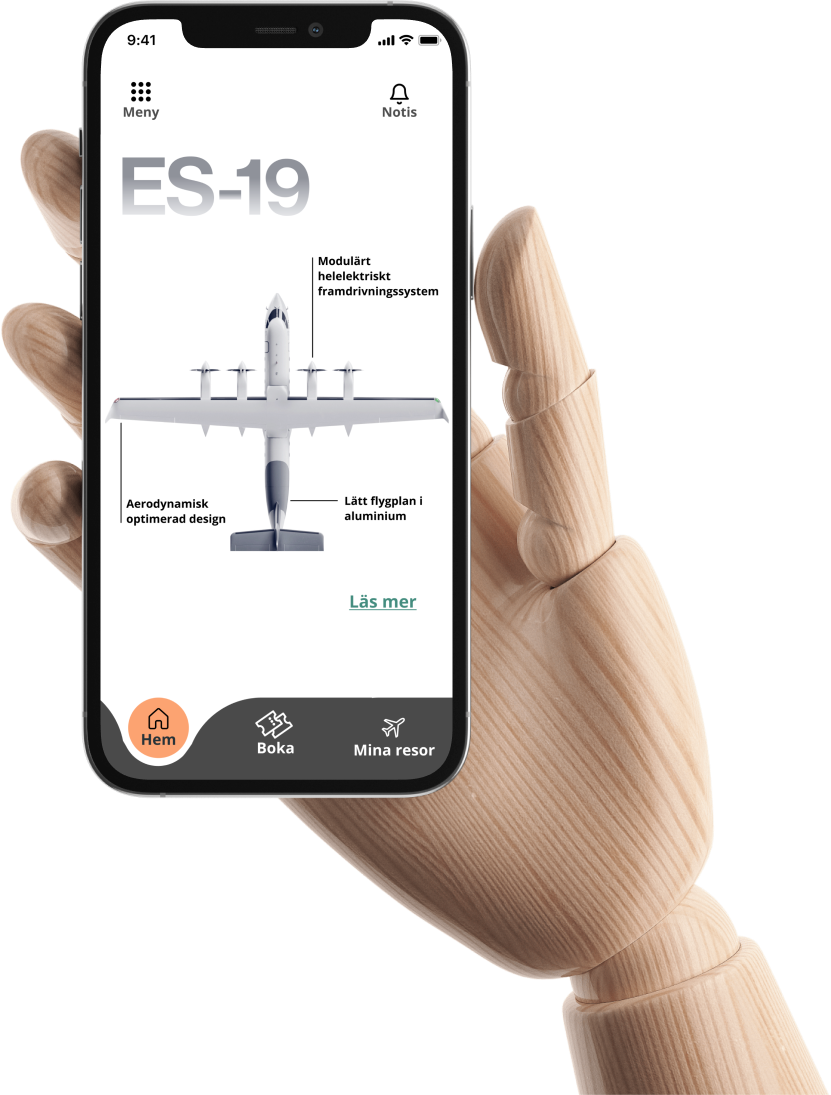 9:41
Meny
Notis
ES-19
Modulärt
helelektriskt
framdrivningssystem
Aerodynamisk
optimerad design
Lätt flygplan i
aluminium
Läs mer
Hem
Boka
Mina resor